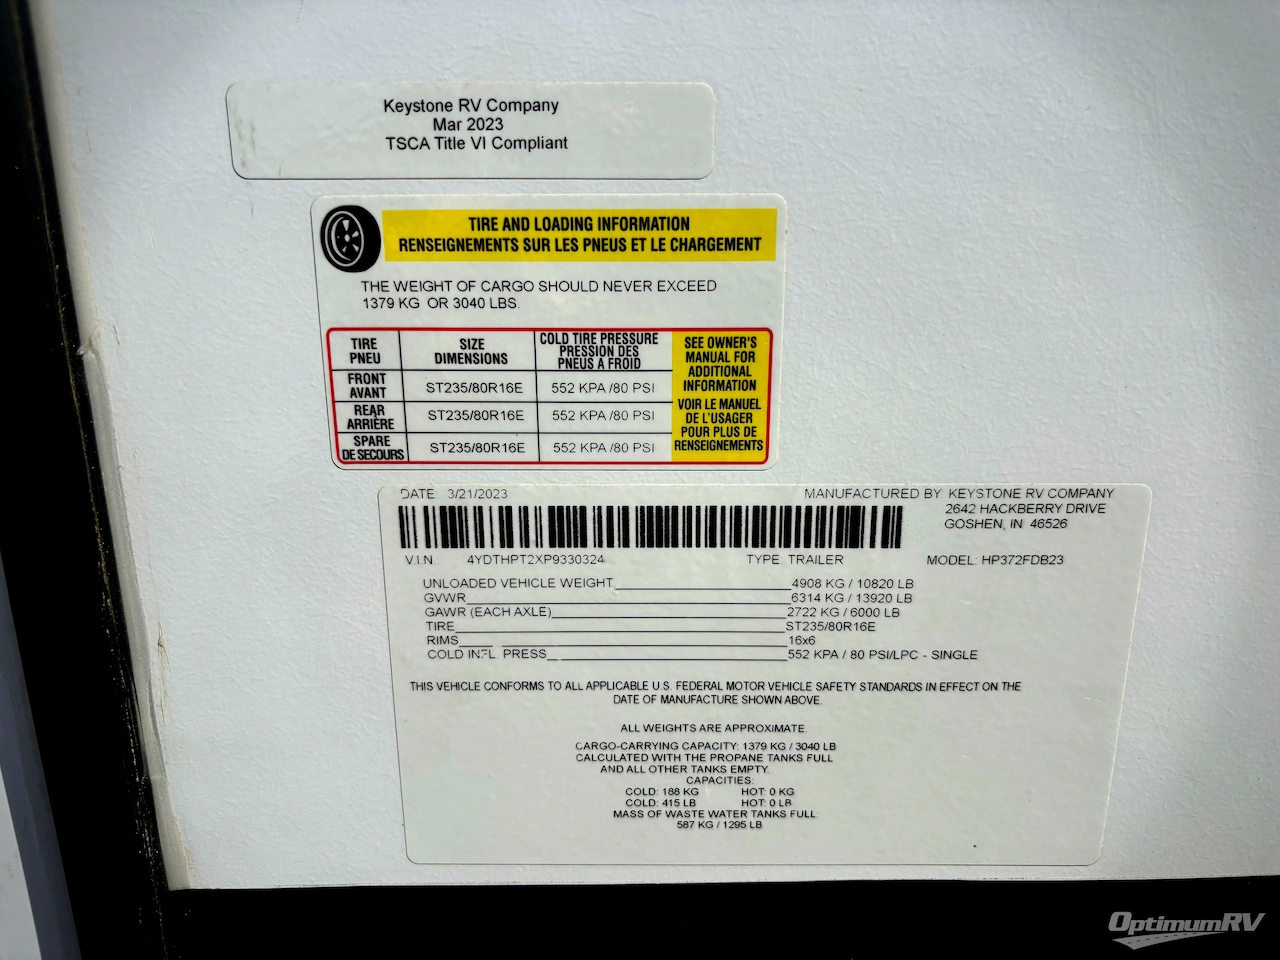 Keystone RV Company
Mar 2023
TSCA Title VI Compliant
TIRE AND LOADING INFORMATION
RENSEIGNEMENTS SUR LES PNEUS ET LE CHARGEMENT
THE WEIGHT OF CARGO SHOULD NEVER EXCEED
1379 KG OR 3040 LBS.
TIRE
PNEU
SIZE
DIMENSIONS
COLD TIRE PRESSURE
PRESSION DES
PNEUS A FROID
SEE OWNER'S
MANUAL FOR
ADDITIONAL
INFORMATION
VOIR LE MANUEL
DE L'USAGER
POUR PLUS DE
RENSEIGNEMENTS
FRONT
AVANT
ST235/80R16E
552 KPA /80 PSI
REAR
ARRIÈRE
ST235/80R16E
552 KPA /80 PSI
SPARE
DE SECOURS
ST235/80R16E
552 KPA /80 PSI
DATE: 3/21/2023 MANUFACTURED BY KEYSTONE RV COMPANY
2642 HACKBERRY DRIVE
GOSHEN, IN 46526
V.I.N.: 4YDTHPT2XP9330324 TYPE: TRAILER MODEL: HP372FDB23
UNLOADED VEHICLE WEIGHT 4908 KG / 10820 LB
GVWR 6314 KG / 13920 LB
GAWR (EACH AXLE) 2722 KG / 6000 LB
TIRE ST235/80R16E
RIMS 16x6
COLD INFL. PRESS 552 KPA / 80 PSI/LPC - SINGLE
THIS VEHICLE CONFORMS TO ALL APPLICABLE U.S. FEDERAL MOTOR VEHICLE SAFETY STANDARDS IN EFFECT ON THE
DATE OF MANUFACTURE SHOWN ABOVE.
ALL WEIGHTS ARE APPROXIMATE.
CARGO-CARRYING CAPACITY: 1379 KG / 3040 LB
CALCULATED WITH THE PROPANE TANKS FULL
AND ALL OTHER TANKS EMPTY.
CAPACITIES:
COLD: 188 KG HOT: 0 KG
COLD: 415 LB HOT: 0 LB
MASS OF WASTE WATER TANKS FULL:
587 KG / 1295 LB
OptimumRV